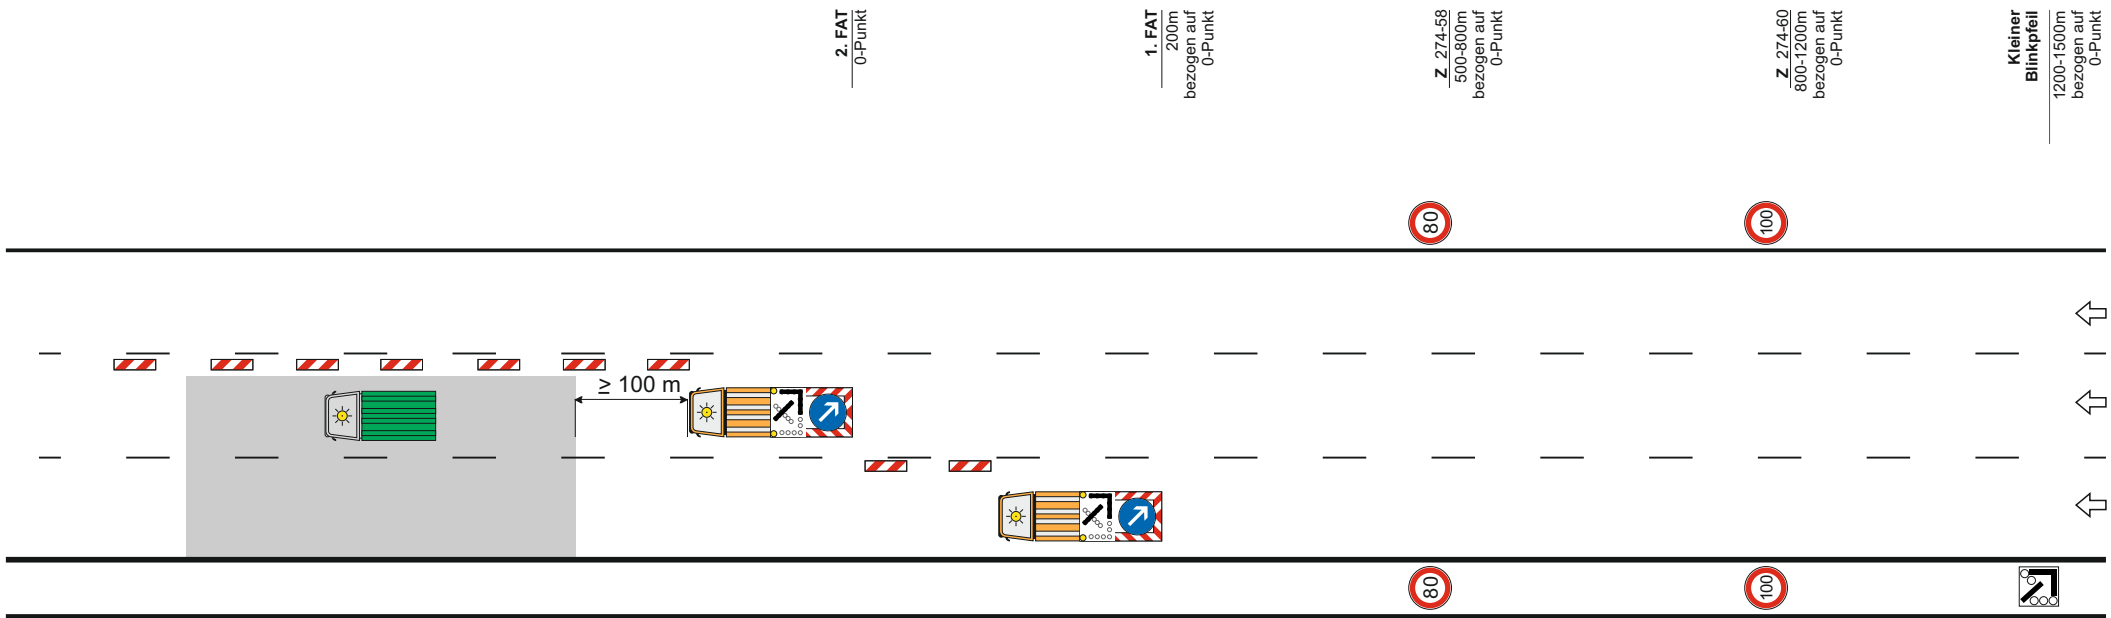 2. FAT
0-Punkt
1. FAT
200m
bezogen auf
0-Punkt
Z 274-58
500-800m
bezogen auf
0-Punkt
Z 274-60
800-1200m
bezogen auf
0-Punkt
Kleiner
Blinkpfeil
1200-1500m
bezogen auf
0-Punkt
80
100
≥ 100 m
80
100